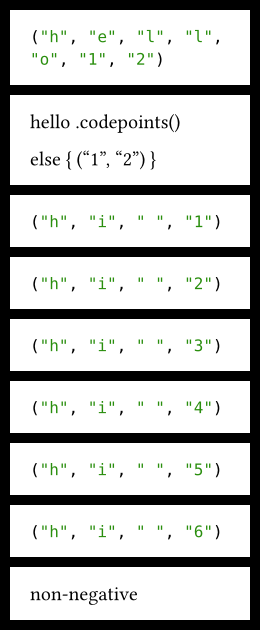 ("h", "e", "l", "l",
"o", "1", "2")
hello .codepoints()
else { (“1”, “2”) }
("h", "i", " ", "1")
("h", "i", " ", "2")
("h", "i", " ", "3")
("h", "i", " ", "4")
("h", "i", " ", "5")
("h", "i", " ", "6")
non-negative